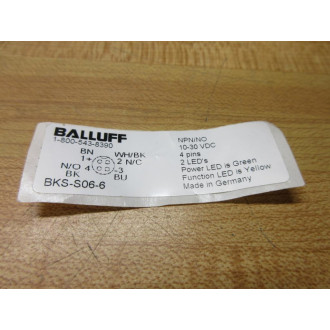 BALLUFF
1-800-543-8390
BN WH/BK
1+ 2 N/C
N/O 4 -3
BK BU
BKS-S06-6
NPN/NO
10-30 VDC
4 pins
2 LED's
Power LED is Green
Function LED is Yellow
Made in Germany